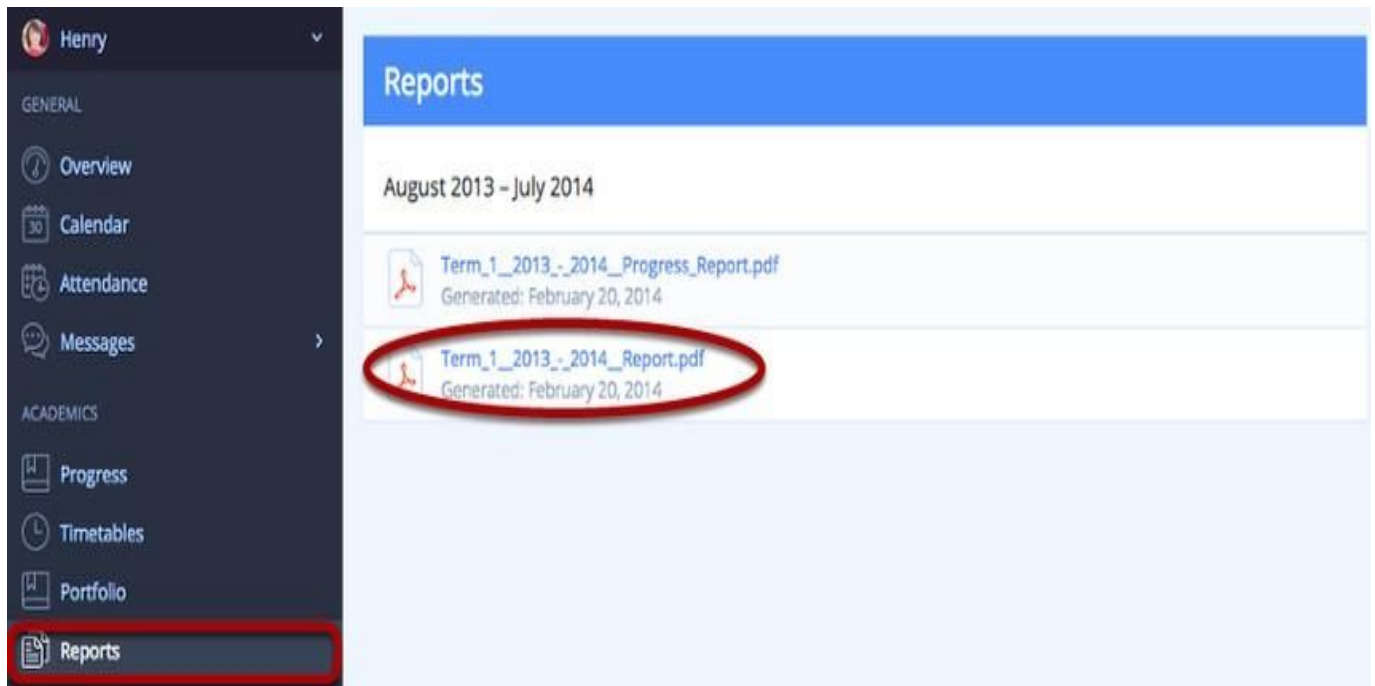 Henry
GENERAL
Overview
30
Calendar
Attendance
Messages
ACADEMICS
Progress
Timetables
Portfolio
Reports
Reports
August 2013 – July 2014
Term_1__2013_-_2014__Progress_Report.pdf
Generated: February 20, 2014
Term_1__2013_-_2014__Report.pdf
Generated: February 20, 2014